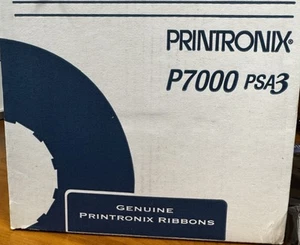 PRINTRONIX®
P7000 PSA3
GENUINE
PRINTRONIX RIBBONS